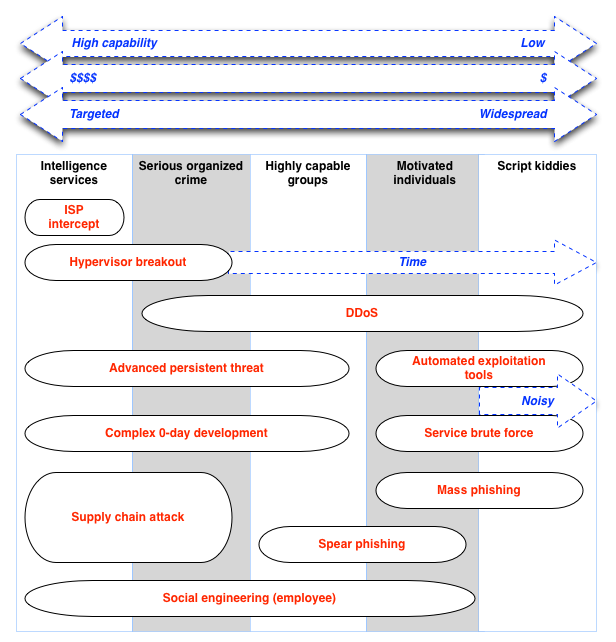 High capability Low
$$$$ $
Targeted Widespread
Intelligence services
Serious organized crime
Highly capable groups
Motivated individuals
Script kiddies
ISP
intercept
Hypervisor breakout
Time
DDoS
Advanced persistent threat
Automated exploitation
tools
Noisy
Complex 0-day development
Service brute force
Mass phishing
Supply chain attack
Spear phishing
Social engineering (employee)